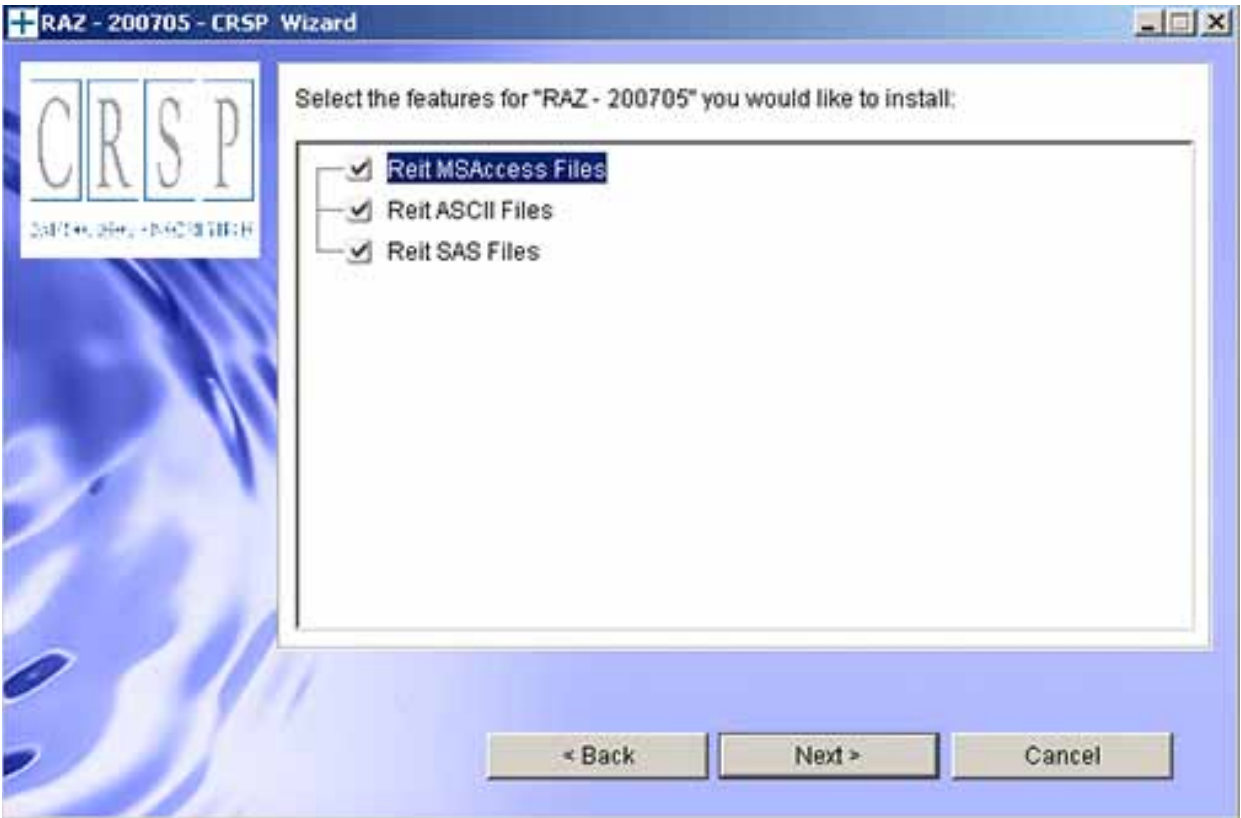 RAZ - 200705 - CRSP Wizard
CRSP
Select the features for "RAZ - 200705" you would like to install:
Reit MSAccess Files
Reit ASCII Files
Reit SAS Files
< Back
Next >
Cancel